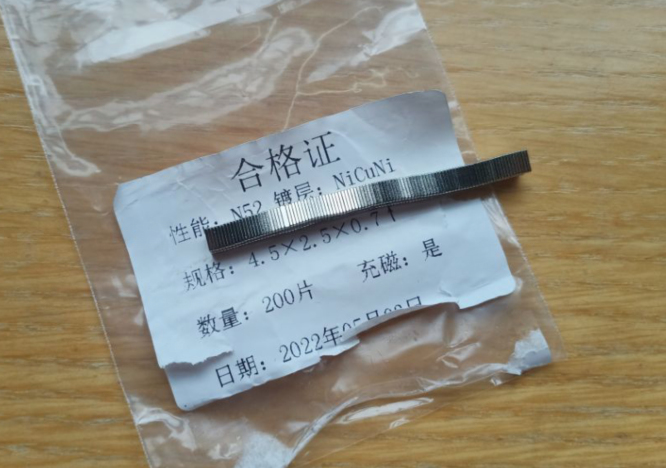 合格证
性能：N52 镀层：NiCuNi
规格：4.5×2.5×0.7
数量：200片 充磁：是
日期：2022年